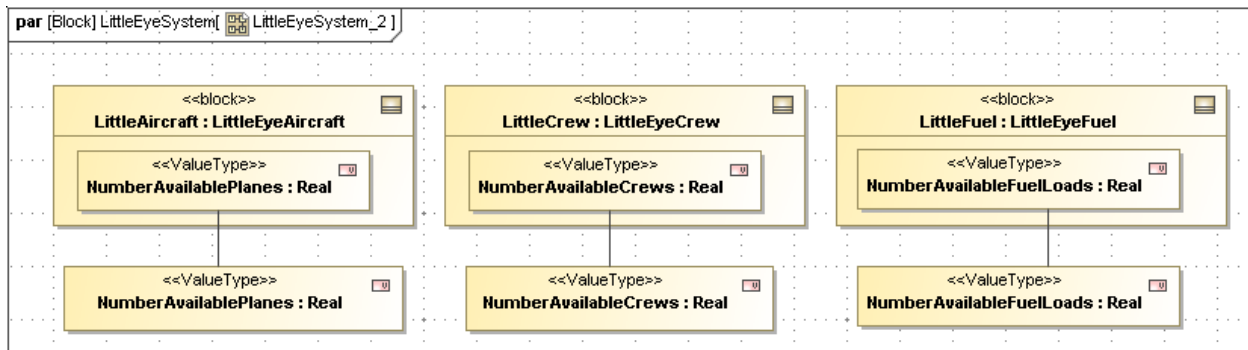 par [Block] LittleEyeSystem[ LittleEyeSystem_2 ]
<<block>>
LittleAircraft : LittleEyeAircraft
<<ValueType>>
NumberAvailablePlanes : Real
<<ValueType>>
NumberAvailablePlanes : Real
<<block>>
LittleCrew : LittleEyeCrew
<<ValueType>>
NumberAvailableCrews : Real
<<ValueType>>
NumberAvailableCrews : Real
<<block>>
LittleFuel : LittleEyeFuel
<<ValueType>>
NumberAvailableFuelLoads : Real
<<ValueType>>
NumberAvailableFuelLoads : Real